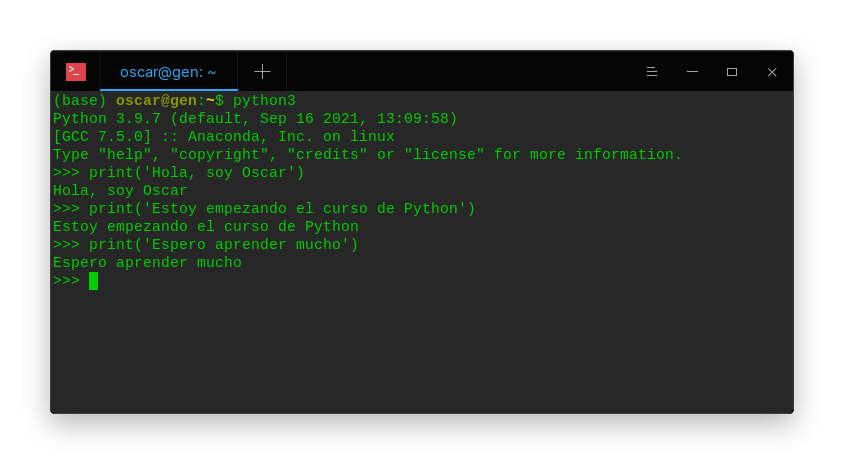 oscar@gen: ~
(base) oscar@gen:~$ python3
Python 3.9.7 (default, Sep 16 2021, 13:09:58)
[GCC 7.5.0] :: Anaconda, Inc. on linux
Type "help", "copyright", "credits" or "license" for more information.
>>> print('Hola, soy Oscar')
Hola, soy Oscar
>>> print('Estoy empezando el curso de Python')
Estoy empezando el curso de Python
>>> print('Espero aprender mucho')
Espero aprender mucho
>>>